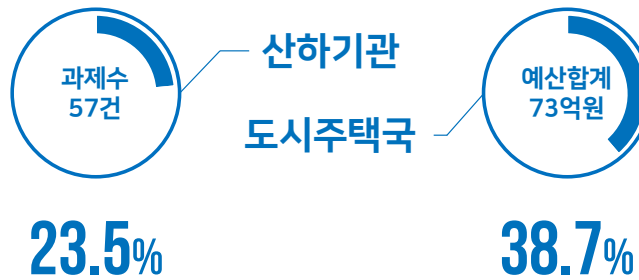 과제수
57건
산하기관
도시주택국
예산합계
73억원
23.5%
38.7%